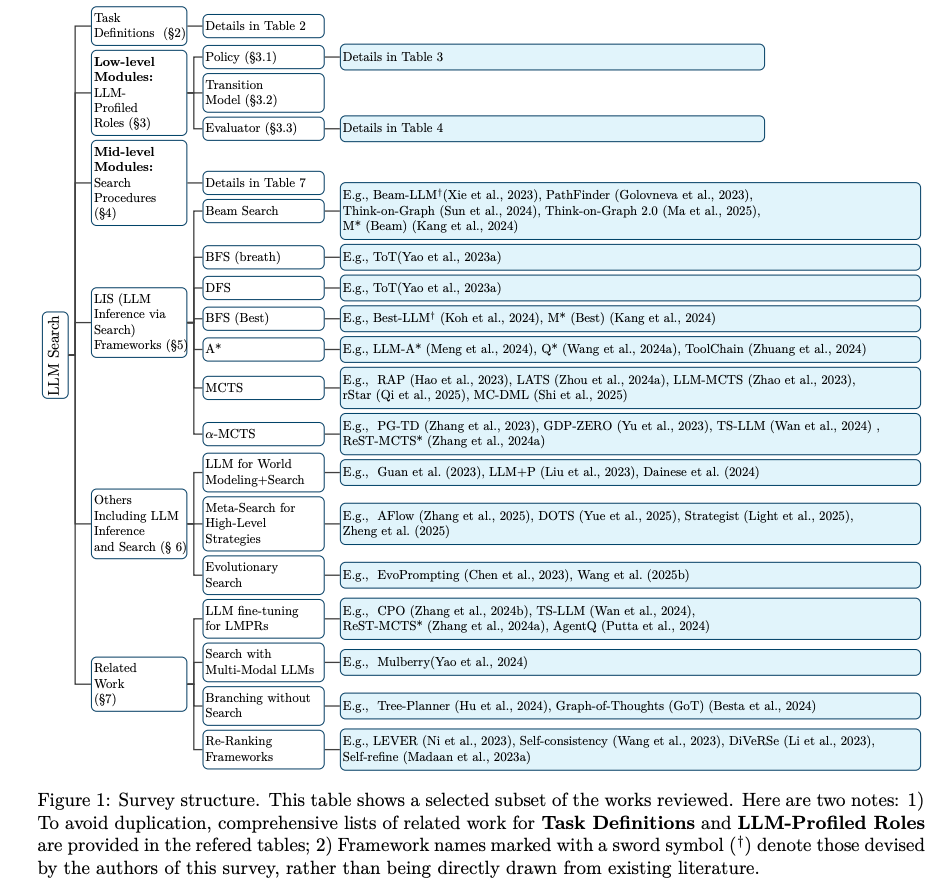 LLM Search
Task
Definitions (§2)
Details in Table 2
Low-level
Modules:
LLM-
Profiled
Roles (§3)
Policy (§3.1)
Details in Table 3
Transition
Model (§3.2)
Evaluator (§3.3)
Details in Table 4
Mid-level
Modules:
Search
Procedures
(§4)
Details in Table 7
LIS (LLM
Inference via
Search)
Frameworks (§5)
Beam Search
E.g., Beam-LLM†(Xie et al., 2023), PathFinder (Golovneva et al., 2023),
Think-on-Graph (Sun et al., 2024), Think-on-Graph 2.0 (Ma et al., 2025),
M* (Beam) (Kang et al., 2024)
BFS (breath)
E.g., ToT(Yao et al., 2023a)
DFS
E.g., ToT(Yao et al., 2023a)
BFS (Best)
E.g., Best-LLM† (Koh et al., 2024), M* (Best) (Kang et al., 2024)
A*
E.g., LLM-A* (Meng et al., 2024), Q* (Wang et al., 2024a), ToolChain (Zhuang et al., 2024)
MCTS
E.g., RAP (Hao et al., 2023), LATS (Zhou et al., 2024a), LLM-MCTS (Zhao et al., 2023),
rStar (Qi et al., 2025), MC-DML (Shi et al., 2025)
α-MCTS
E.g., PG-TD (Zhang et al., 2023), GDP-ZERO (Yu et al., 2023), TS-LLM (Wan et al., 2024) ,
ReST-MCTS* (Zhang et al., 2024a)
Others
Including LLM
Inference
and Search (§ 6)
LLM for World
Modeling+Search
E.g., Guan et al. (2023), LLM+P (Liu et al., 2023), Dainese et al. (2024)
Meta-Search for
High-Level
Strategies
E.g., AFlow (Zhang et al., 2025), DOTS (Yue et al., 2025), Strategist (Light et al., 2025),
Zheng et al. (2025)
Evolutionary
Search
E.g., EvoPrompting (Chen et al., 2023), Wang et al. (2025b)
Related
Work
(§7)
LLM fine-tuning
for LMPRs
E.g., CPO (Zhang et al., 2024b), TS-LLM (Wan et al., 2024),
ReST-MCTS* (Zhang et al., 2024a), AgentQ (Putta et al., 2024)
Search with
Multi-Modal LLMs
E.g., Mulberry(Yao et al., 2024)
Branching without
Search
E.g., Tree-Planner (Hu et al., 2024), Graph-of-Thoughts (GoT) (Besta et al., 2024)
Re-Ranking
Frameworks
E.g., LEVER (Ni et al., 2023), Self-consistency (Wang et al., 2023), DiVeRSe (Li et al., 2023),
Self-refine (Madaan et al., 2023a)
Figure 1: Survey structure. This table shows a selected subset of the works reviewed. Here are two notes: 1)
To avoid duplication, comprehensive lists of related work for Task Definitions and LLM-Profiled Roles
are provided in the refered tables; 2) Framework names marked with a sword symbol (†) denote those devised
by the authors of this survey, rather than being directly drawn from existing literature.